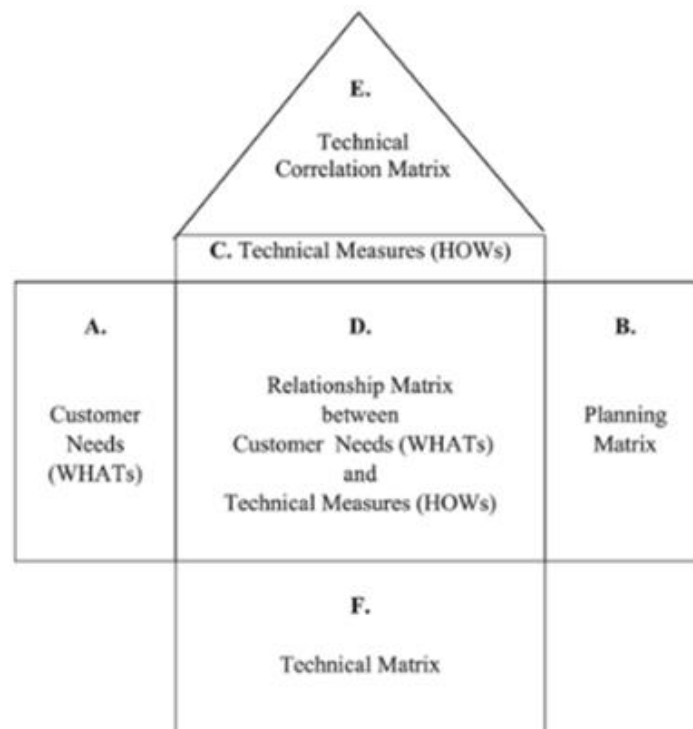 E.
Technical
Correlation Matrix
C. Technical Measures (HOWs)
A.
Customer
Needs
(WHATs)
D.
Relationship Matrix
between
Customer Needs (WHATs)
and
Technical Measures (HOWs)
B.
Planning
Matrix
F.
Technical Matrix